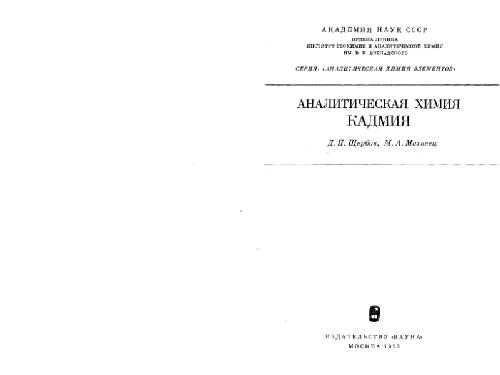 АКАДЕМИЯ НАУК СССР
ОРДЕНА ЛЕНИНА
ИНСТИТУТ ГЕОХИМИИ И АНАЛИТИЧЕСКОЙ ХИМИИ
ИМ. В. И. ВЕРНАДСКОГО
СЕРИЯ: «АНАЛИТИЧЕСКАЯ ХИМИЯ ЭЛЕМЕНТОВ»
АНАЛИТИЧЕСКАЯ ХИМИЯ
КАДМИЯ
Д. П. Щербов, М. А. Матвеец
ИЗДАТЕЛЬСТВО «НАУКА»
МОСКВА 1973